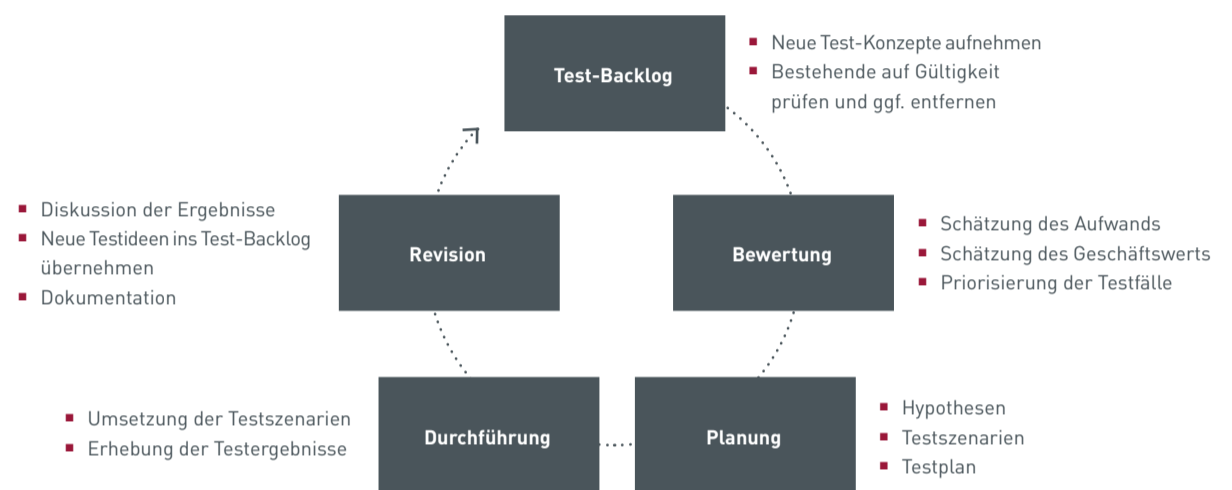 Test-Backlog
Neue Test-Konzepte aufnehmen
Bestehende auf Gültigkeit
prüfen und ggf. entfernen
Bewertung
Schätzung des Aufwands
Schätzung des Geschäftswerts
Priorisierung der Testfälle
Planung
Hypothesen
Testszenarien
Testplan
Durchführung
Umsetzung der Testszenarien
Erhebung der Testergebnisse
Revision
Diskussion der Ergebnisse
Neue Testideen ins Test-Backlog
übernehmen
Dokumentation